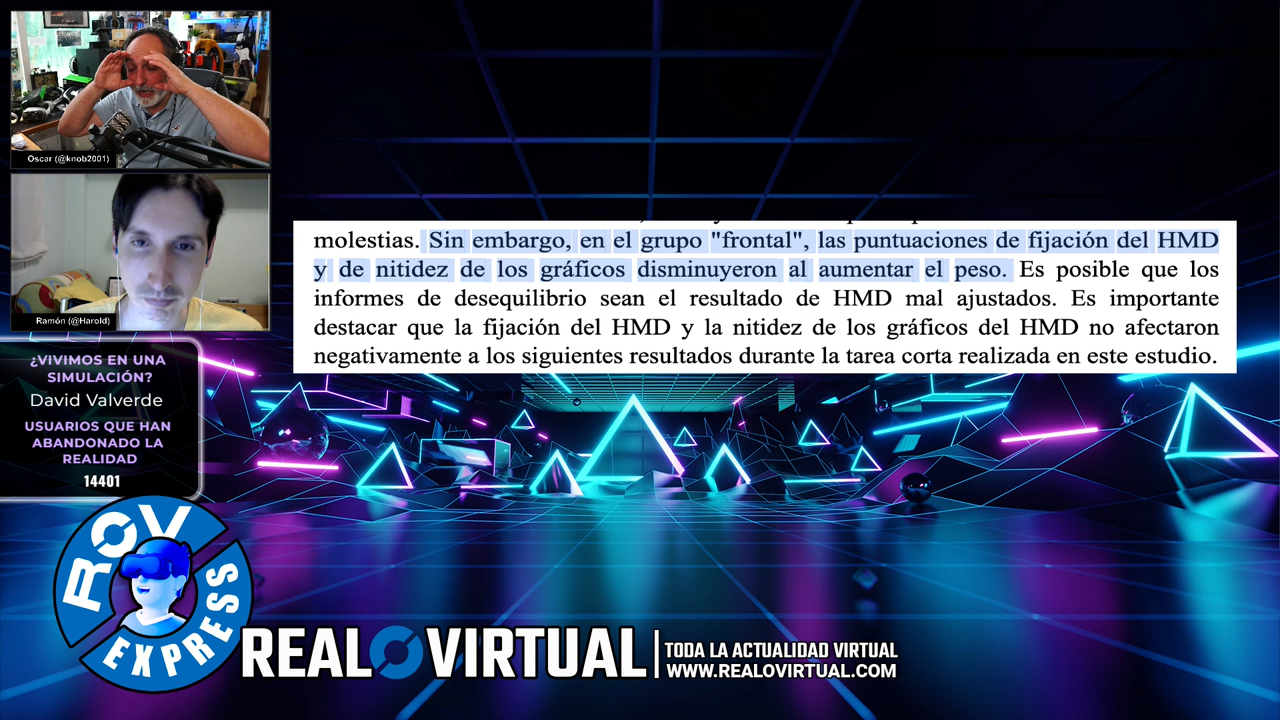 Oscar (@knob2001)
Ramón (@Harold)
¿VIVIMOS EN UNA
SIMULACIÓN?
David Valverde
USUARIOS QUE HAN
ABANDONADO LA
REALIDAD
14401
molestias. Sin embargo, en el grupo "frontal", las puntuaciones de fijación del HMD
y de nitidez de los gráficos disminuyeron al aumentar el peso. Es posible que los
informes de desequilibrio sean el resultado de HMD mal ajustados. Es importante
destacar que la fijación del HMD y la nitidez de los gráficos del HMD no afectaron
negativamente a los siguientes resultados durante la tarea corta realizada en este estudio.
ROV
EXPRESS
REAL O VIRTUAL
TODA LA ACTUALIDAD VIRTUAL
WWW.REALOVIRTUAL.COM